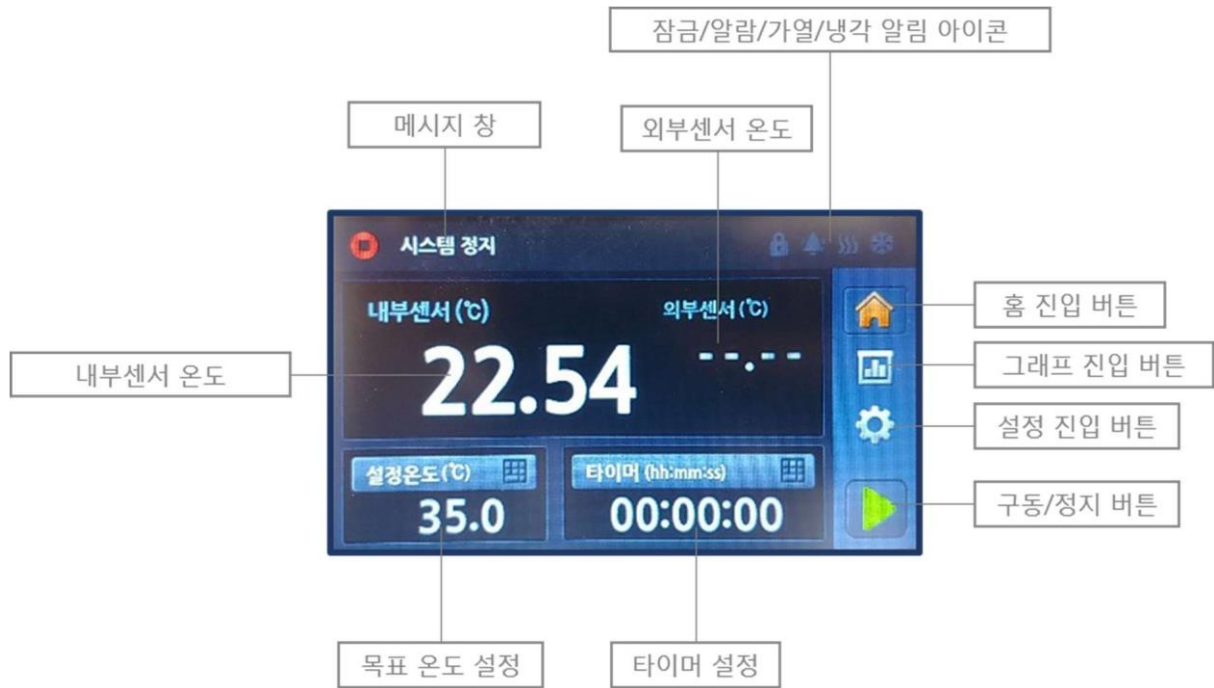 잠금/알람/가열/냉각 알림 아이콘
메시지 창
외부센서 온도
시스템 정지
내부센서 (℃)
외부센서 (℃)
22.54
--.--
설정온도 (℃)
타이머 (hh:mm:ss)
35.0
00:00:00
내부센서 온도
홈 진입 버튼
그래프 진입 버튼
설정 진입 버튼
구동/정지 버튼
목표 온도 설정
타이머 설정